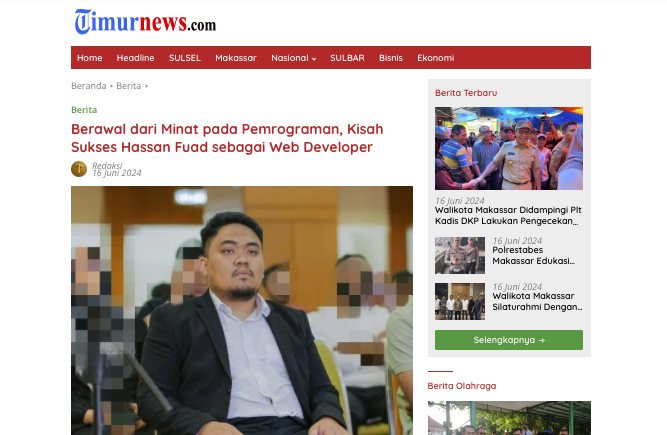 Timurnews.com
Home Headline SULSEL Makassar Nasional SULBAR Bisnis Ekonomi
Beranda • Berita •
Berita
Berawal dari Minat pada Pemrograman, Kisah
Sukses Hassan Fuad sebagai Web Developer
Redaksi
16 Juni 2024
Berita Terbaru
16 Juni 2024
Walikota Makassar Didampingi Plt
Kadis DKP Lakukan Pengecekan…
16 Juni 2024
Polrestabes
Makassar Edukasi…
16 Juni 2024
Walikota Makassar
Silaturahmi Dengan…
Selengkapnya →
Berita Olahraga